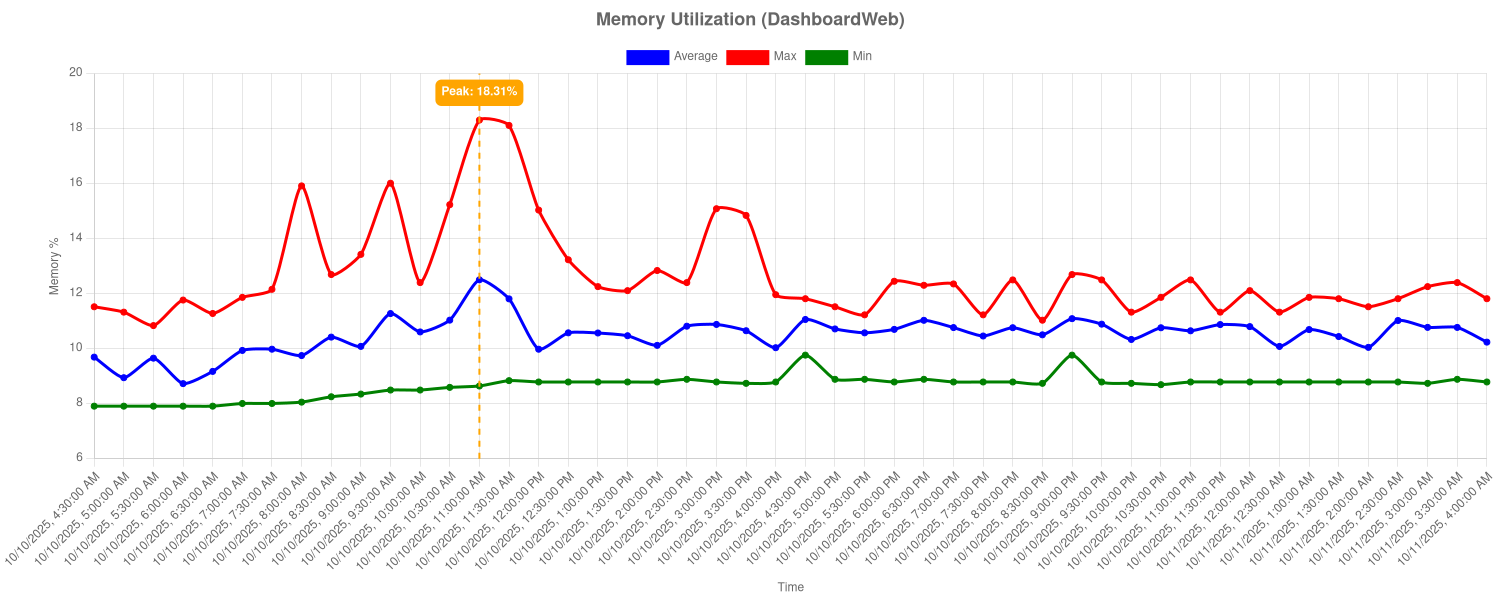 Memory Utilization (DashboardWeb)
Average Max Min
Peak: 18.31%
20
18
16
14
12
10
8
6
Memory %
10/10/2025, 4:30:00 AM
10/10/2025, 5:00:00 AM
10/10/2025, 5:30:00 AM
10/10/2025, 6:00:00 AM
10/10/2025, 6:30:00 AM
10/10/2025, 7:00:00 AM
10/10/2025, 7:30:00 AM
10/10/2025, 8:00:00 AM
10/10/2025, 8:30:00 AM
10/10/2025, 9:00:00 AM
10/10/2025, 9:30:00 AM
10/10/2025, 10:00:00 AM
10/10/2025, 10:30:00 AM
10/10/2025, 11:00:00 AM
10/10/2025, 11:30:00 AM
10/10/2025, 12:00:00 PM
10/10/2025, 12:30:00 PM
10/10/2025, 1:00:00 PM
10/10/2025, 1:30:00 PM
10/10/2025, 2:00:00 PM
10/10/2025, 2:30:00 PM
10/10/2025, 3:00:00 PM
10/10/2025, 3:30:00 PM
10/10/2025, 4:00:00 PM
10/10/2025, 4:30:00 PM
10/10/2025, 5:00:00 PM
10/10/2025, 5:30:00 PM
10/10/2025, 6:00:00 PM
10/10/2025, 6:30:00 PM
10/10/2025, 7:00:00 PM
10/10/2025, 7:30:00 PM
10/10/2025, 8:00:00 PM
10/10/2025, 8:30:00 PM
10/10/2025, 9:00:00 PM
10/10/2025, 9:30:00 PM
10/10/2025, 10:00:00 PM
10/10/2025, 10:30:00 PM
10/10/2025, 11:00:00 PM
10/10/2025, 11:30:00 PM
10/11/2025, 12:00:00 AM
10/11/2025, 12:30:00 AM
10/11/2025, 1:00:00 AM
10/11/2025, 1:30:00 AM
10/11/2025, 2:00:00 AM
10/11/2025, 2:30:00 AM
10/11/2025, 3:00:00 AM
10/11/2025, 3:30:00 AM
10/11/2025, 4:00:00 AM
Time